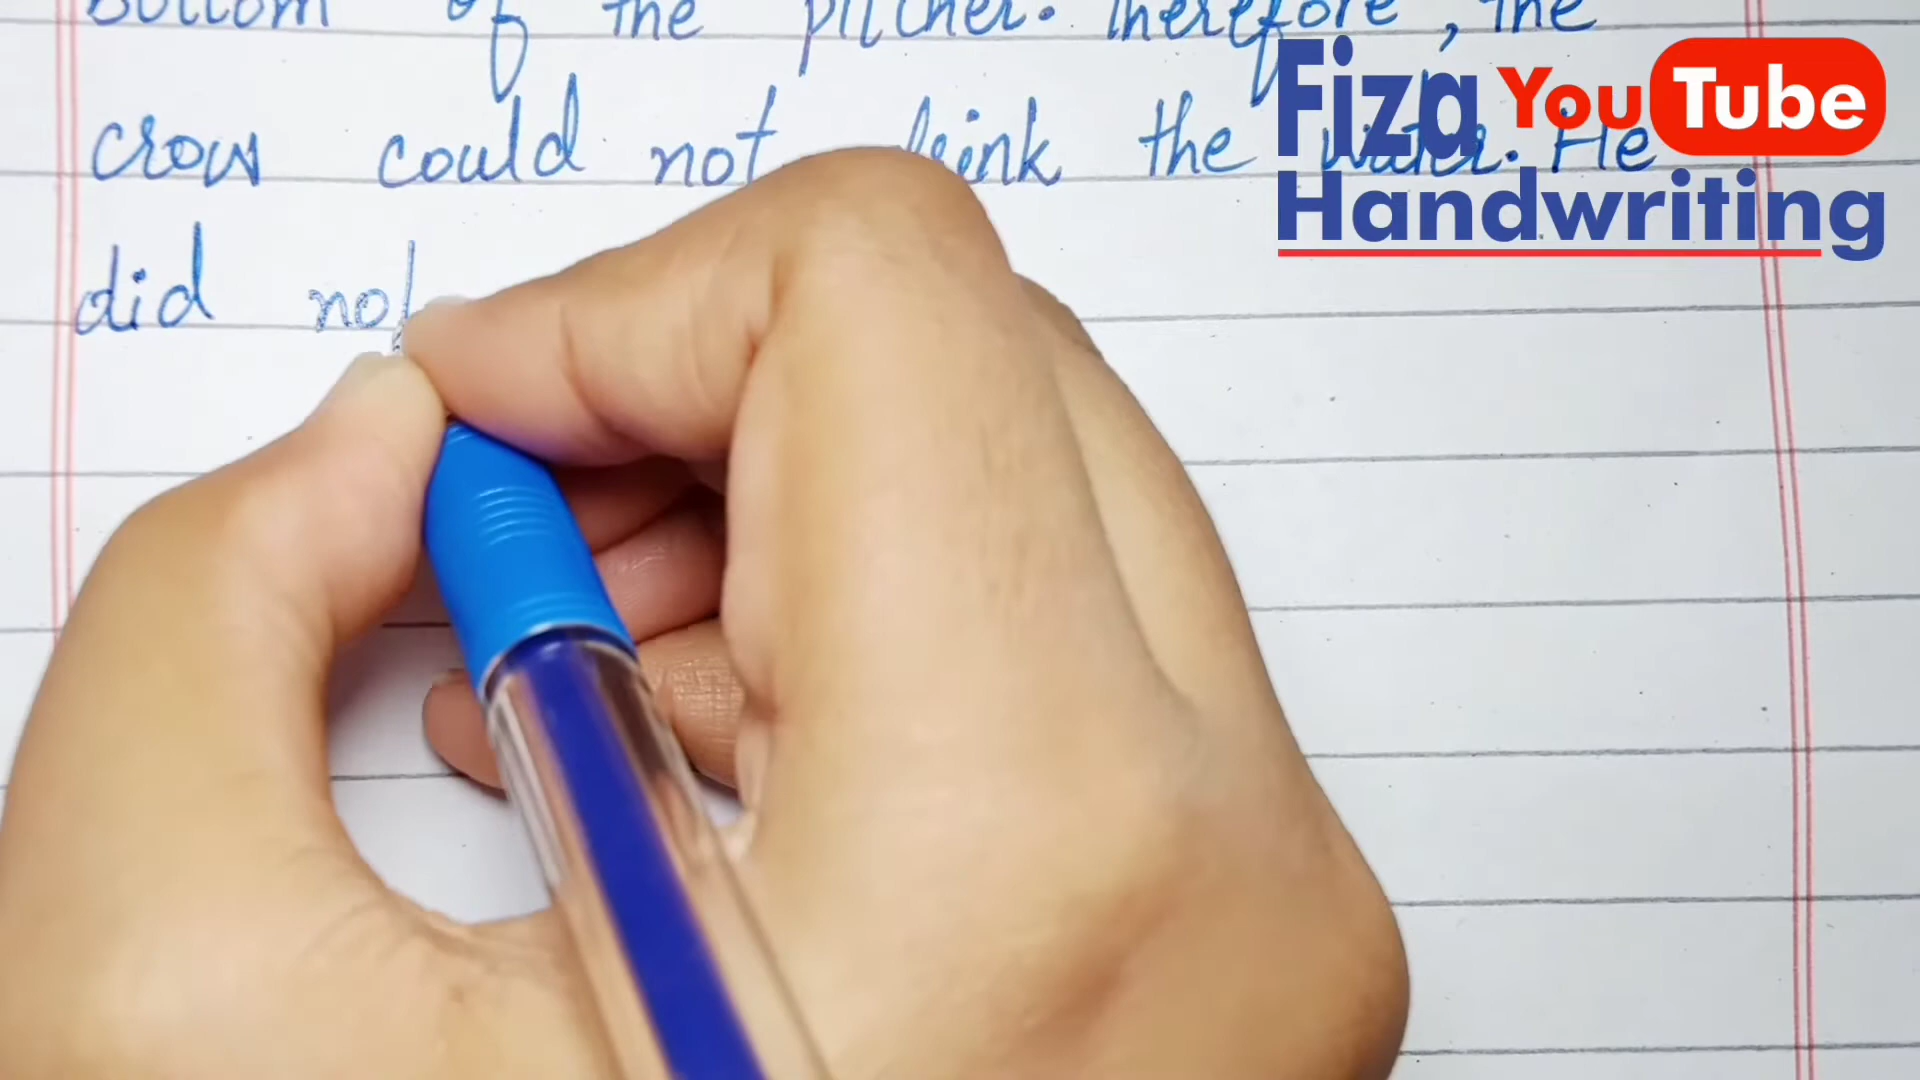 bottom of the pitcher. Therefore, the
crow could not drink the water. He
did not
Fiza YouTube
Handwriting